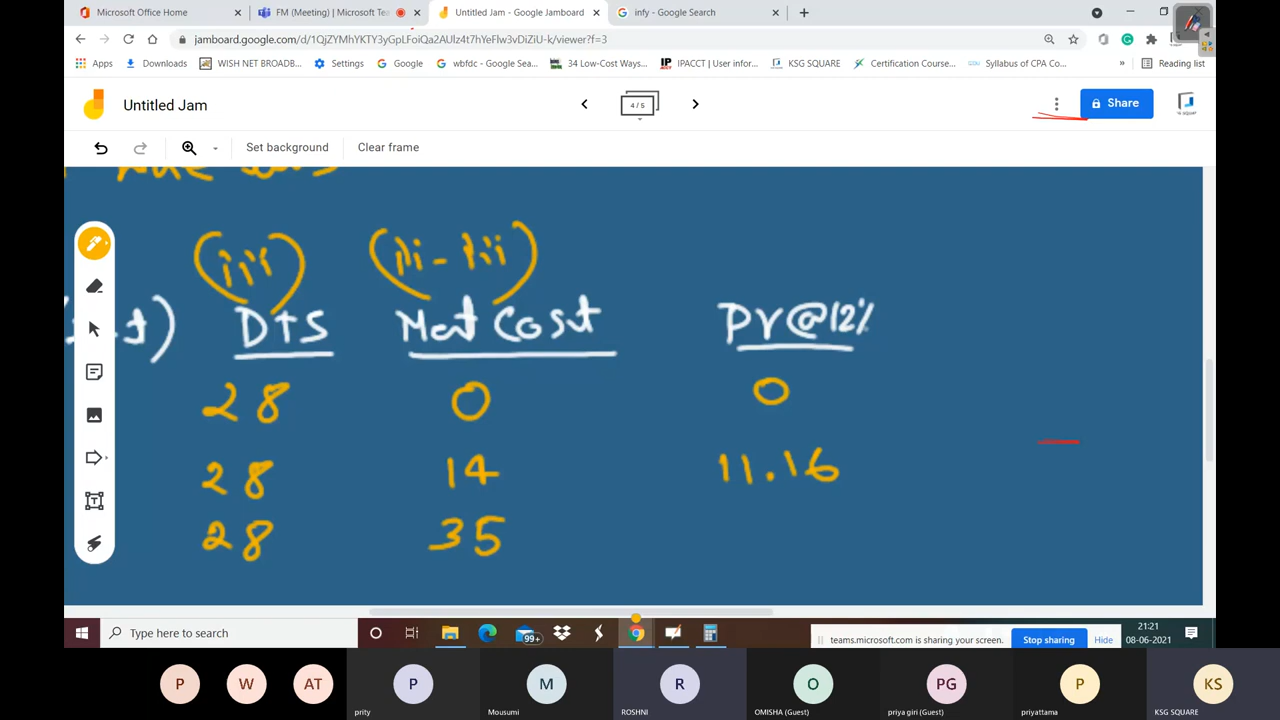 Microsoft Office Home
FM (Meeting) | Microsoft Tea
Untitled Jam - Google Jamboard
infy - Google Search
jamboard.google.com/d/1QjZYMhYKTY3yGpLFoiQa2AUlz4t7hYeFlw3vDiZiU-k/viewer?f=3
Apps
Downloads
WISH NET BROADB...
Settings
Google
wbfdc - Google Sea...
34 Low-Cost Ways...
IPACCT | User infor...
KSG SQUARE
Certification Course...
Syllabus of CPA Co...
»
Reading list
Untitled Jam
4 / 5
Share
Set background
Clear frame
(iii) (ii - iii)
DTS Net Cost PV@12%
28 0 0
28 14 11.16
28 35
Type here to search
99+
teams.microsoft.com is sharing your screen.
Stop sharing
Hide
21:21
08-06-2021
P W AT P M R O PG P KS
prity Mousumi ROSHNI OMISHA (Guest) priya giri (Guest) priyattama KSG SQUARE